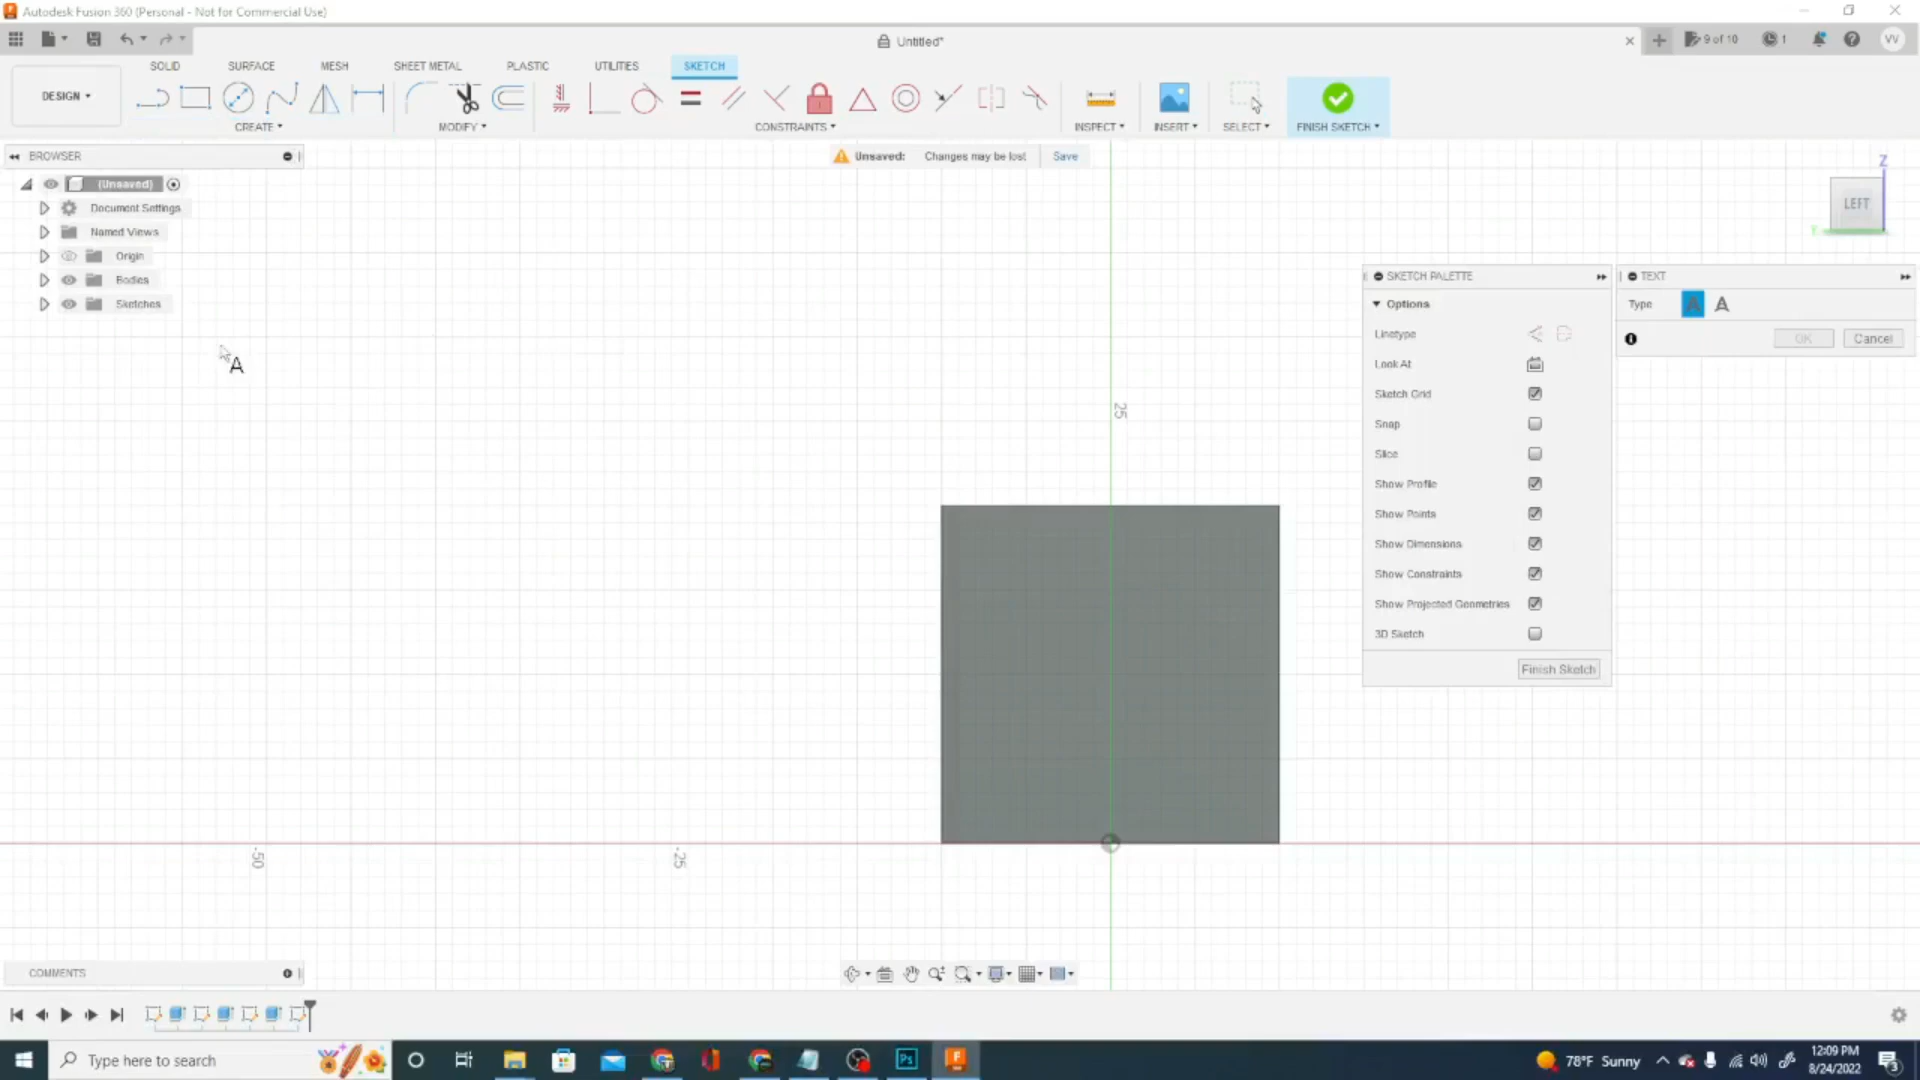 Autodesk Fusion 360 (Personal - Not for Commercial Use)
Untitled*
9 of 10
1
VV
SOLID
SURFACE
MESH
SHEET METAL
PLASTIC
UTILITIES
SKETCH
DESIGN
CREATE
MODIFY
CONSTRAINTS
INSPECT
INSERT
SELECT
FINISH SKETCH
BROWSER
Unsaved: Changes may be lost Save
(Unsaved)
Document Settings
Named Views
Origin
Bodies
Sketches
A
Z
LEFT
Y
25
-25
-50
SKETCH PALETTE
Options
Linetype
Look At
Sketch Grid
Snap
Slice
Show Profile
Show Points
Show Dimensions
Show Constraints
Show Projected Geometries
3D Sketch
Finish Sketch
TEXT
Type A A
OK Cancel
COMMENTS
Type here to search
Ps
F
78°F Sunny
12:09 PM
8/24/2022
3